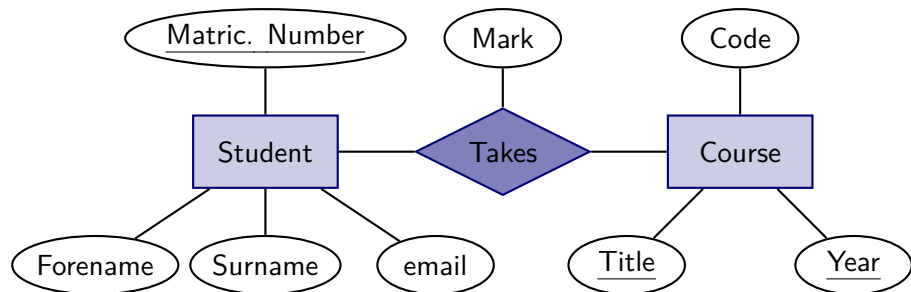 Matric. Number
Mark
Code
Student
Takes
Course
Forename
Surname
email
Title
Year